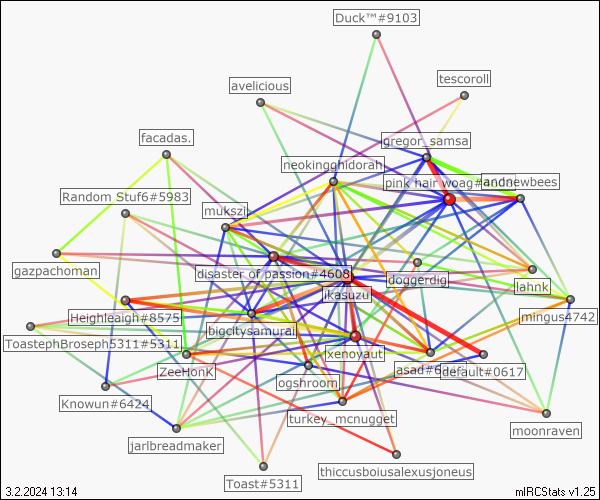 Duck™#9103
tescoroll
avelicious
facadas.
gregor_samsa
neokingghidorah
pink hair woag#
andnewbees
Random Stuf6#5983
mukszi
gazpachoman
disaster of passion#4608
doggerdig
lahnk
ikasuzu
Heighleaigh#8575
mingus4742
bigcitysamurai
ToastephBroseph5311#5311
xenoyaut
ZeeHonk
asad#
default#0617
ogshroom
Knowun#6424
turkey_mcnugget
moonraven
jarlbreadmaker
thiccusboiusalexusjoneus
Toast#5311
3.2.2024 13:14
mIRCStats v1.25